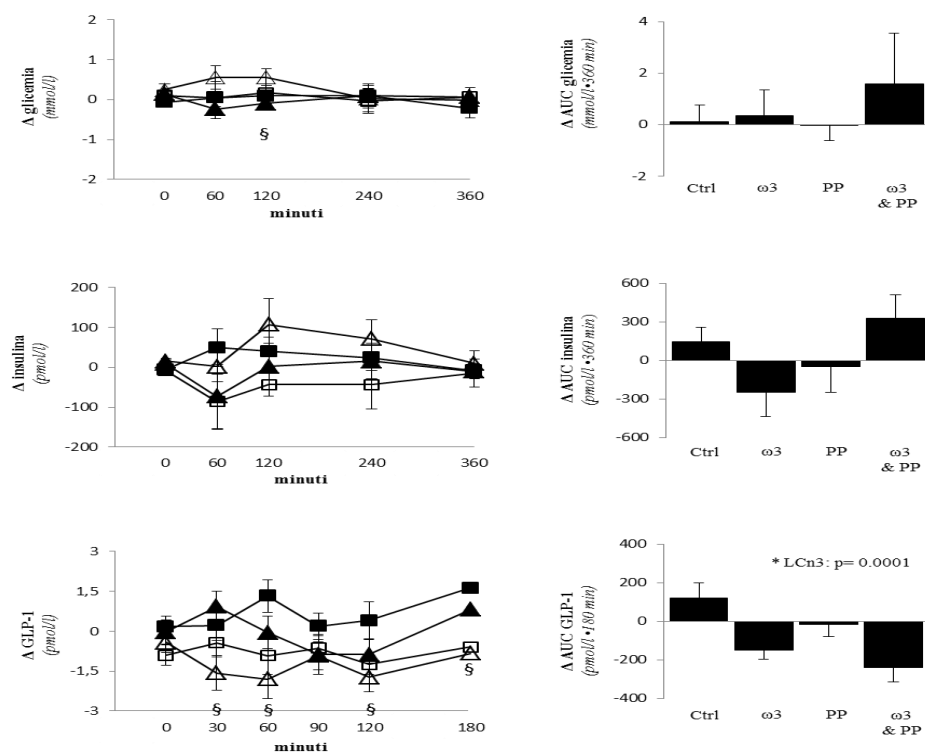 Δ glicemia
(mmol/l)
2
1
0
-1
-2
§
0 60 120 240 360
minuti
Δ AUC glicemia
(mmol/l•360 min)
4
2
0
-2
Ctrl ω3 PP ω3
& PP
Δ insulina
(pmol/l)
200
100
0
-100
-200
0 60 120 240 360
minuti
Δ AUC insulina
(pmol/l•360 min)
600
300
0
-300
-600
Ctrl ω3 PP ω3
& PP
Δ GLP-1
(pmol/l)
3
1,5
0
-1,5
-3
§ § § §
0 30 60 90 120 180
minuti
Δ AUC GLP-1
(pmol/l•180 min)
400
200
0
-200
-400
* LCn3: p= 0.0001
Ctrl ω3 PP ω3
& PP